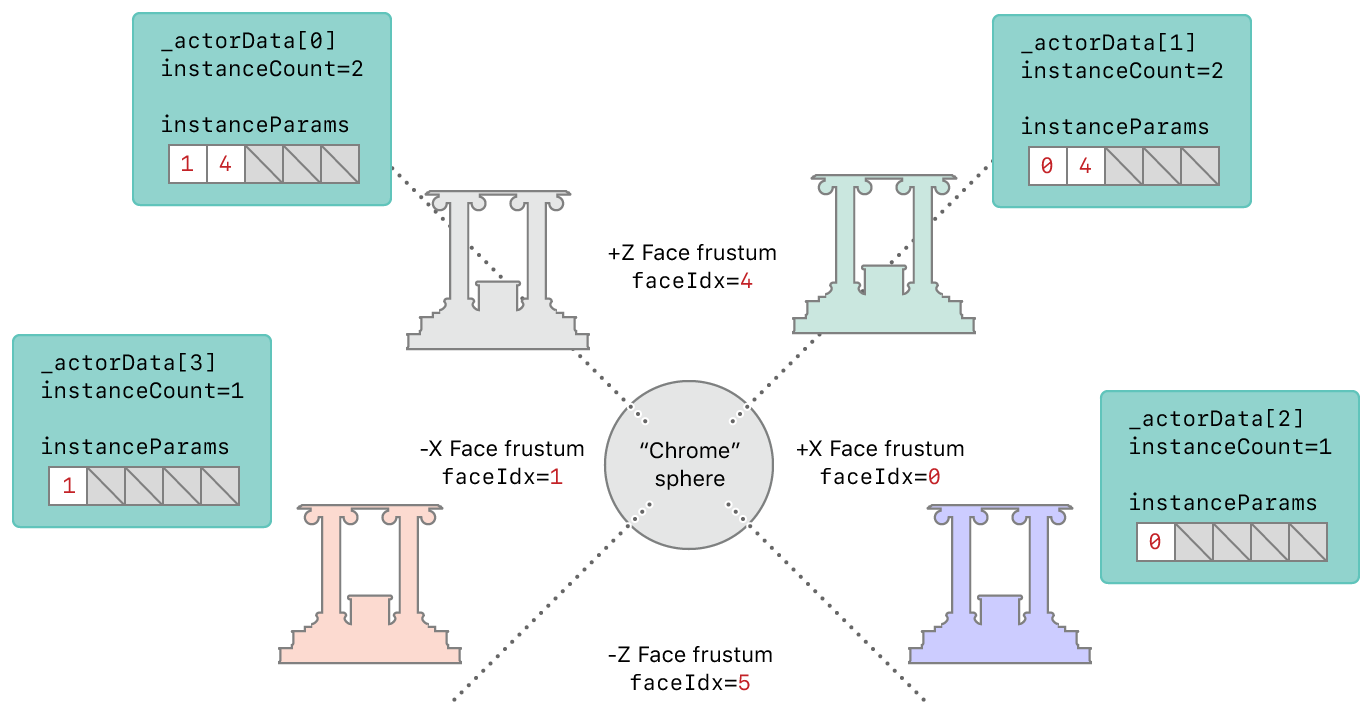 _actorData[0]
instanceCount=2
instanceParams
1 4
_actorData[1]
instanceCount=2
instanceParams
0 4
+Z Face frustum
faceIdx=4
_actorData[3]
instanceCount=1
instanceParams
1
-X Face frustum
faceIdx=1
“Chrome”
sphere
+X Face frustum
faceIdx=0
_actorData[2]
instanceCount=1
instanceParams
0
-Z Face frustum
faceIdx=5